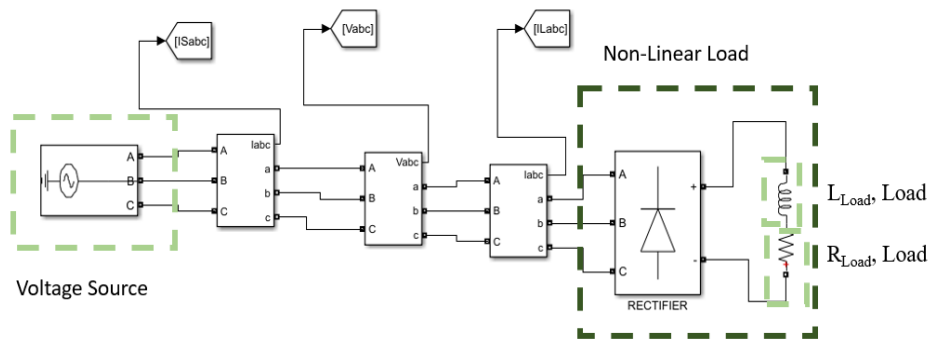 [ISabc]
[Vabc]
[ILabc]
Non-Linear Load
A
B
C
Voltage Source
A
B
C
Iabc
a
b
c
A
B
C
Vabc
a
b
c
A
B
C
Iabc
a
b
c
A
B
C
+
-
RECTIFIER
LLoad, Load
RLoad, Load